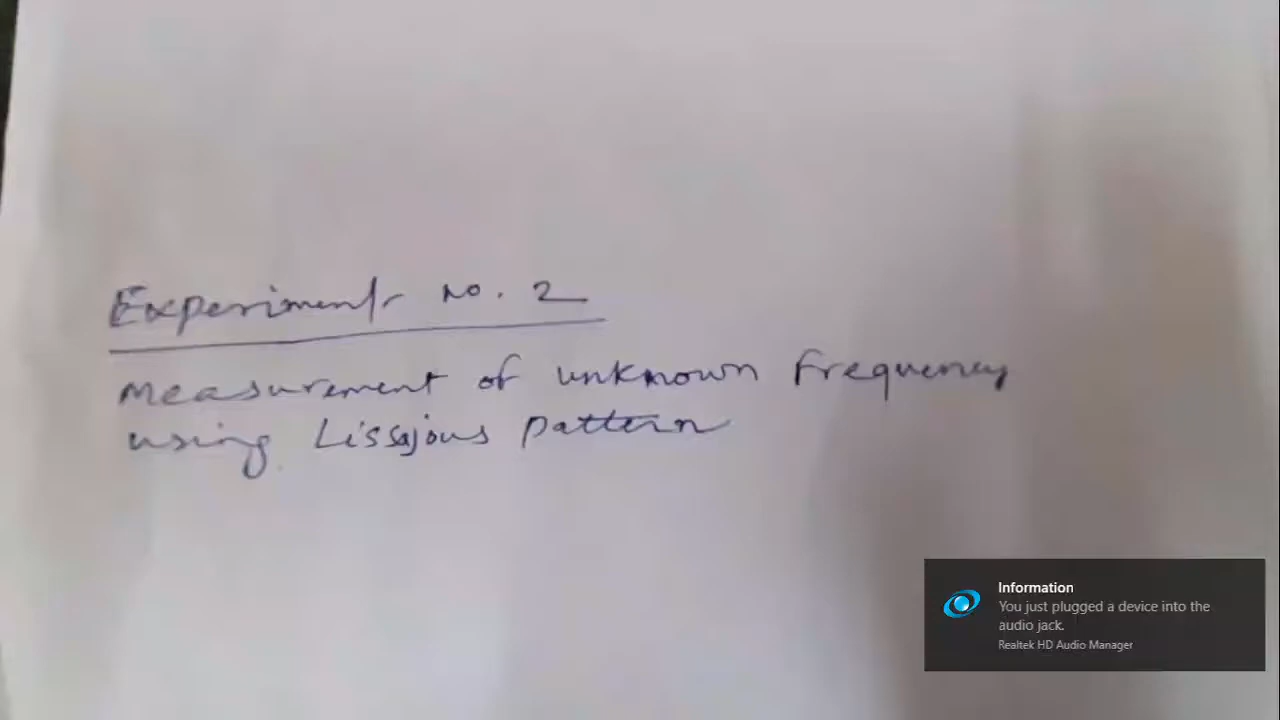 Experiment No. 2
Measurement of unknown frequency
using Lissajous pattern
Information
You just plugged a device into the
audio jack.
Realtek HD Audio Manager